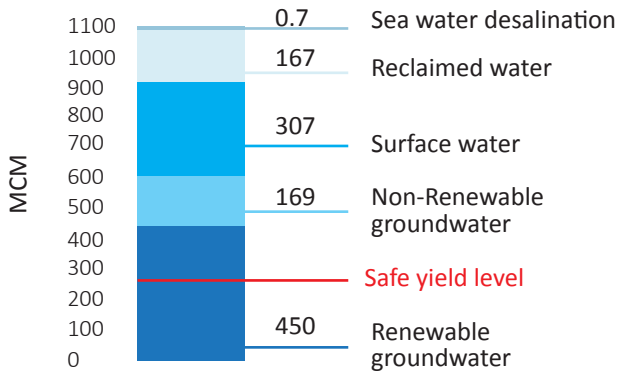 MCM
1100
1000
900
800
700
600
500
400
300
200
100
0
0.7 Sea water desalination
167 Reclaimed water
307 Surface water
169 Non-Renewable
groundwater
Safe yield level
450 Renewable
groundwater